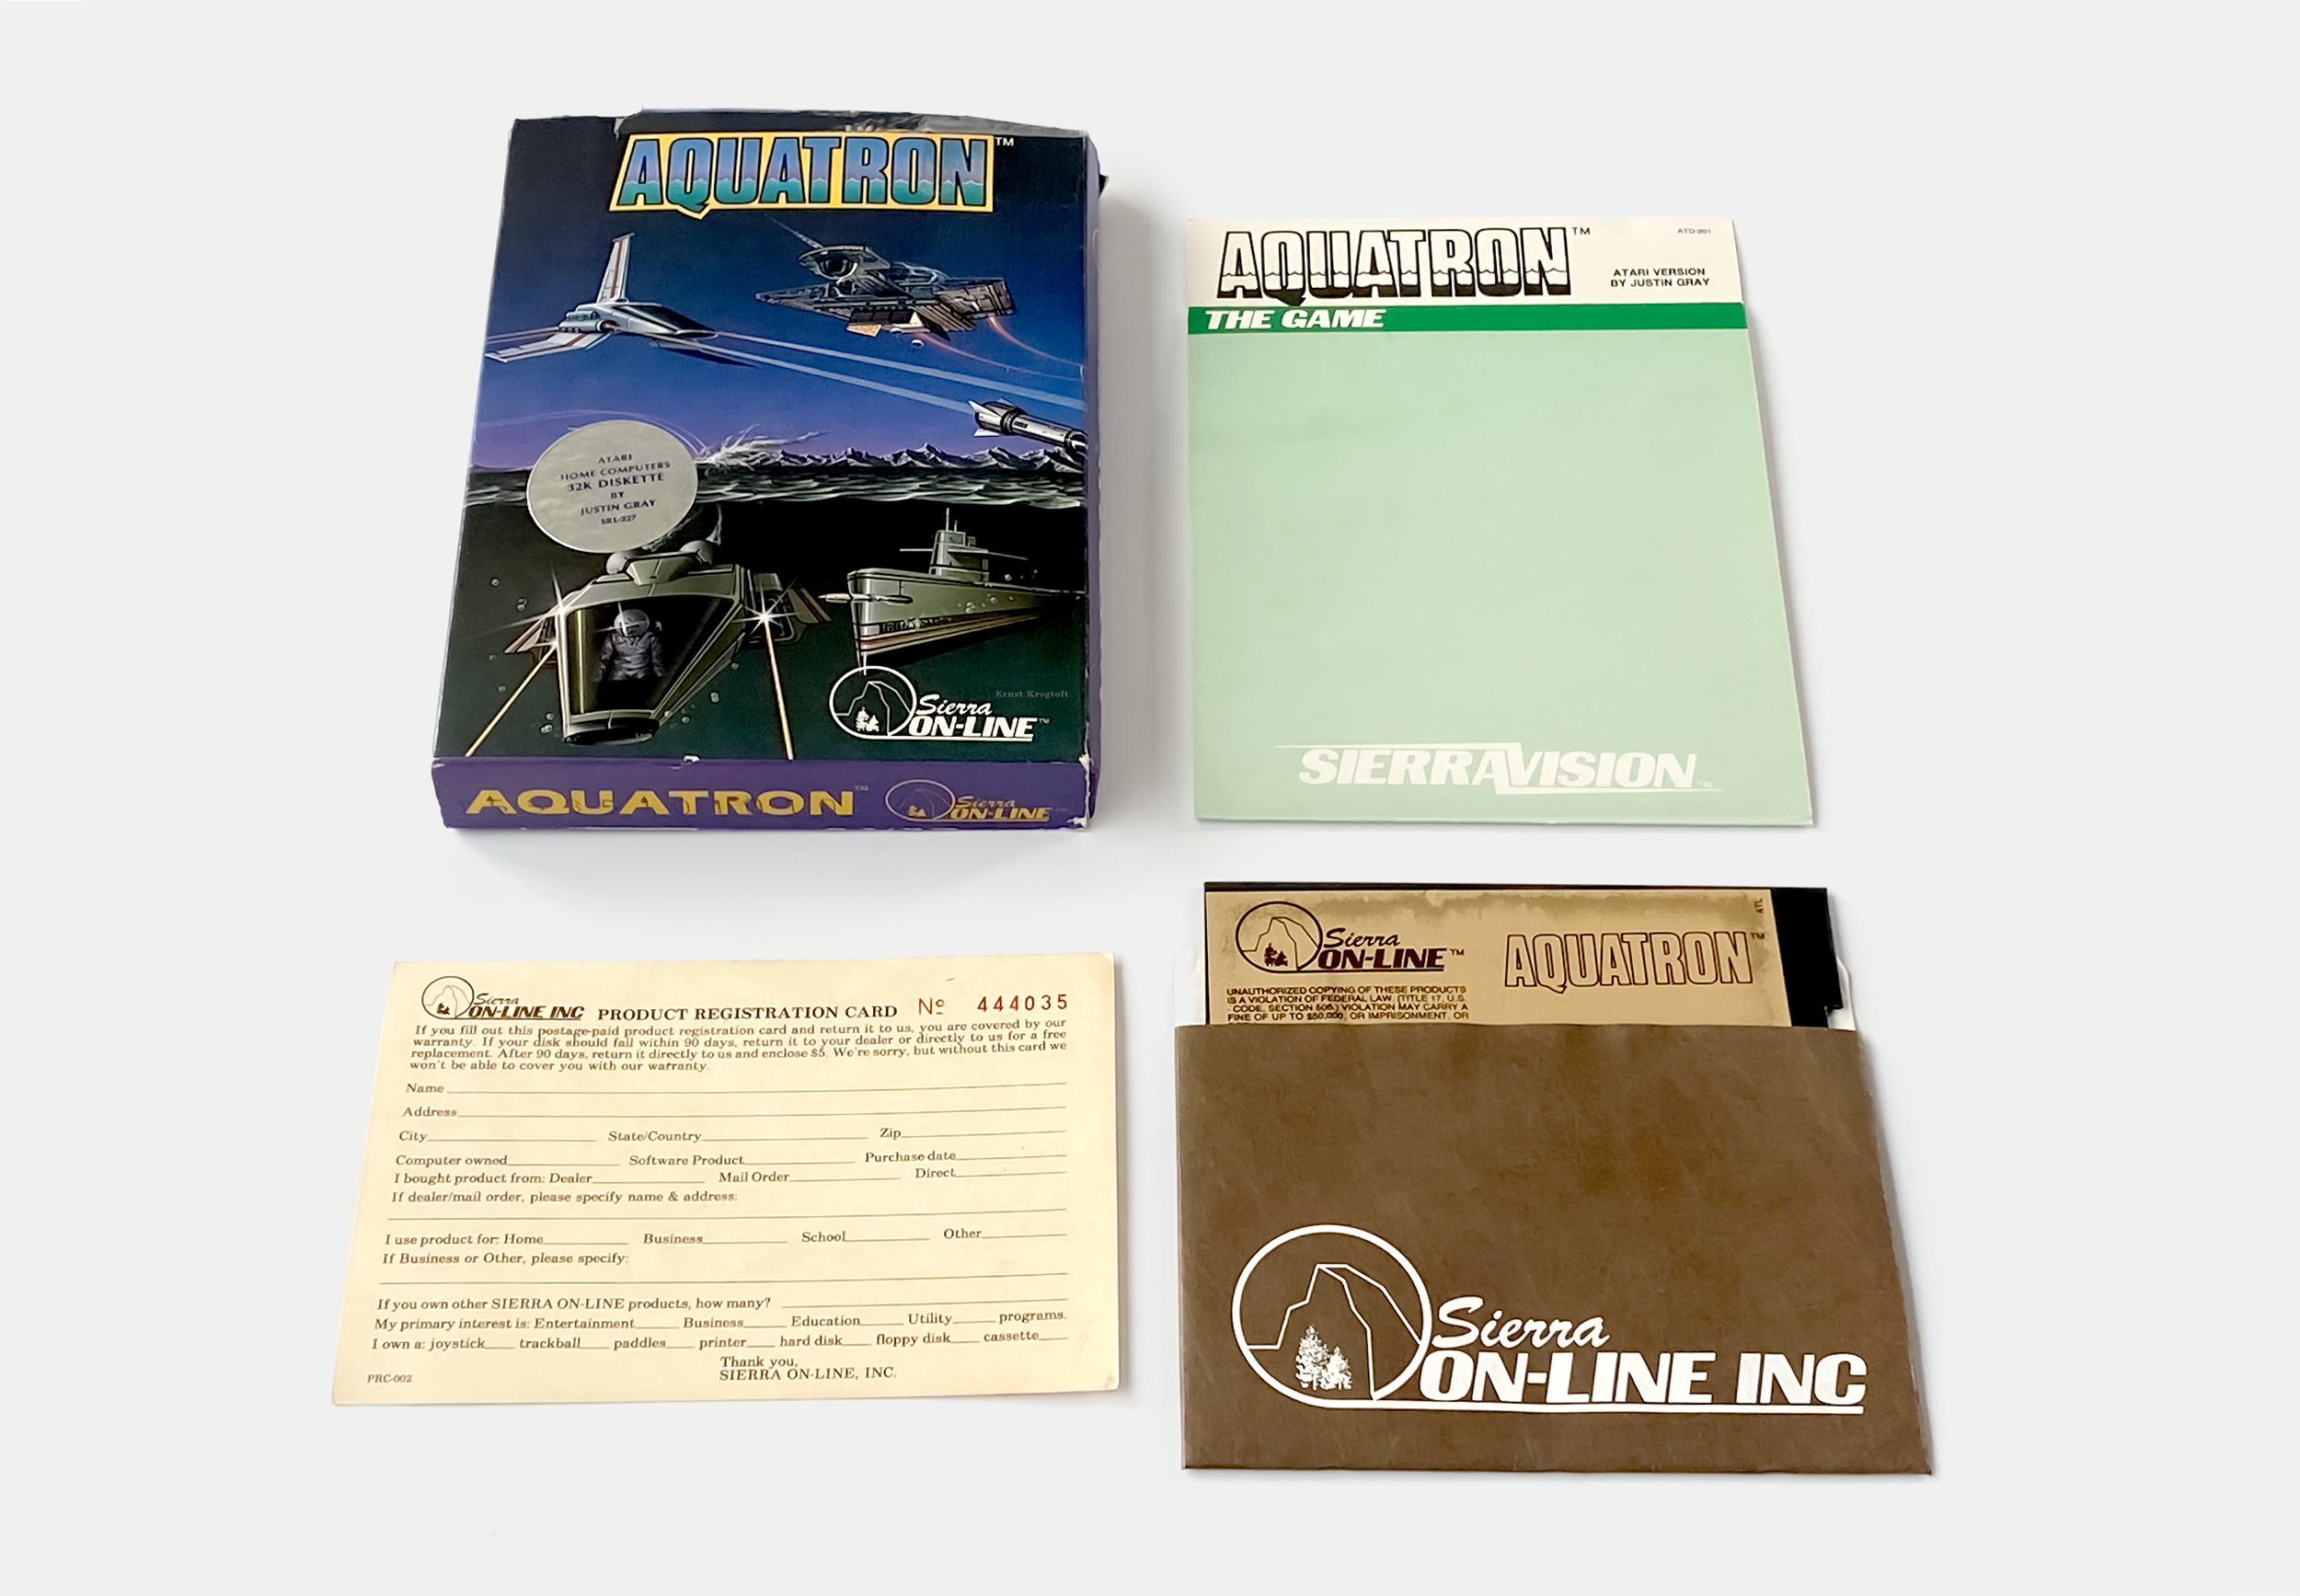 AQUATRON™
ATARI
HOME COMPUTERS
32K DISKETTE
BY
JUSTIN GRAY
SRL-227
Ernst Krogtoft
Sierra
ON-LINE™
AQUATRON™
Sierra
ON-LINE™
AQUATRON™
ATD-201
ATARI VERSION
BY JUSTIN GRAY
THE GAME
SIERRAVISION™
Sierra
ON-LINE INC PRODUCT REGISTRATION CARD Nº 444035
If you fill out this postage-paid product registration card and return it to us, you are covered by our
warranty. If your disk should fail within 90 days, return it to your dealer or directly to us for a free
replacement. After 90 days, return it directly to us and enclose $5. We're sorry, but without this card we
won't be able to cover you with our warranty.
Name
Address
City State/Country Zip
Computer owned Software Product Purchase date
I bought product from: Dealer Mail Order Direct
If dealer/mail order, please specify name & address:
I use product for: Home Business School Other
If Business or Other, please specify:
If you own other SIERRA ON-LINE products, how many?
My primary interest is: Entertainment Business Education Utility programs.
I own a: joystick trackball paddles printer hard disk floppy disk cassette
Thank you,
SIERRA ON-LINE, INC.
PRC-002
Sierra
ON-LINE™
AQUATRON™
ATL
UNAUTHORIZED COPYING OF THESE PRODUCTS
IS A VIOLATION OF FEDERAL LAW. (TITLE 17, U.S.
CODE, SECTION 506.) VIOLATION MAY CARRY A
FINE OF UP TO $50,000, OR IMPRISONMENT, OR
Sierra
ON-LINE INC